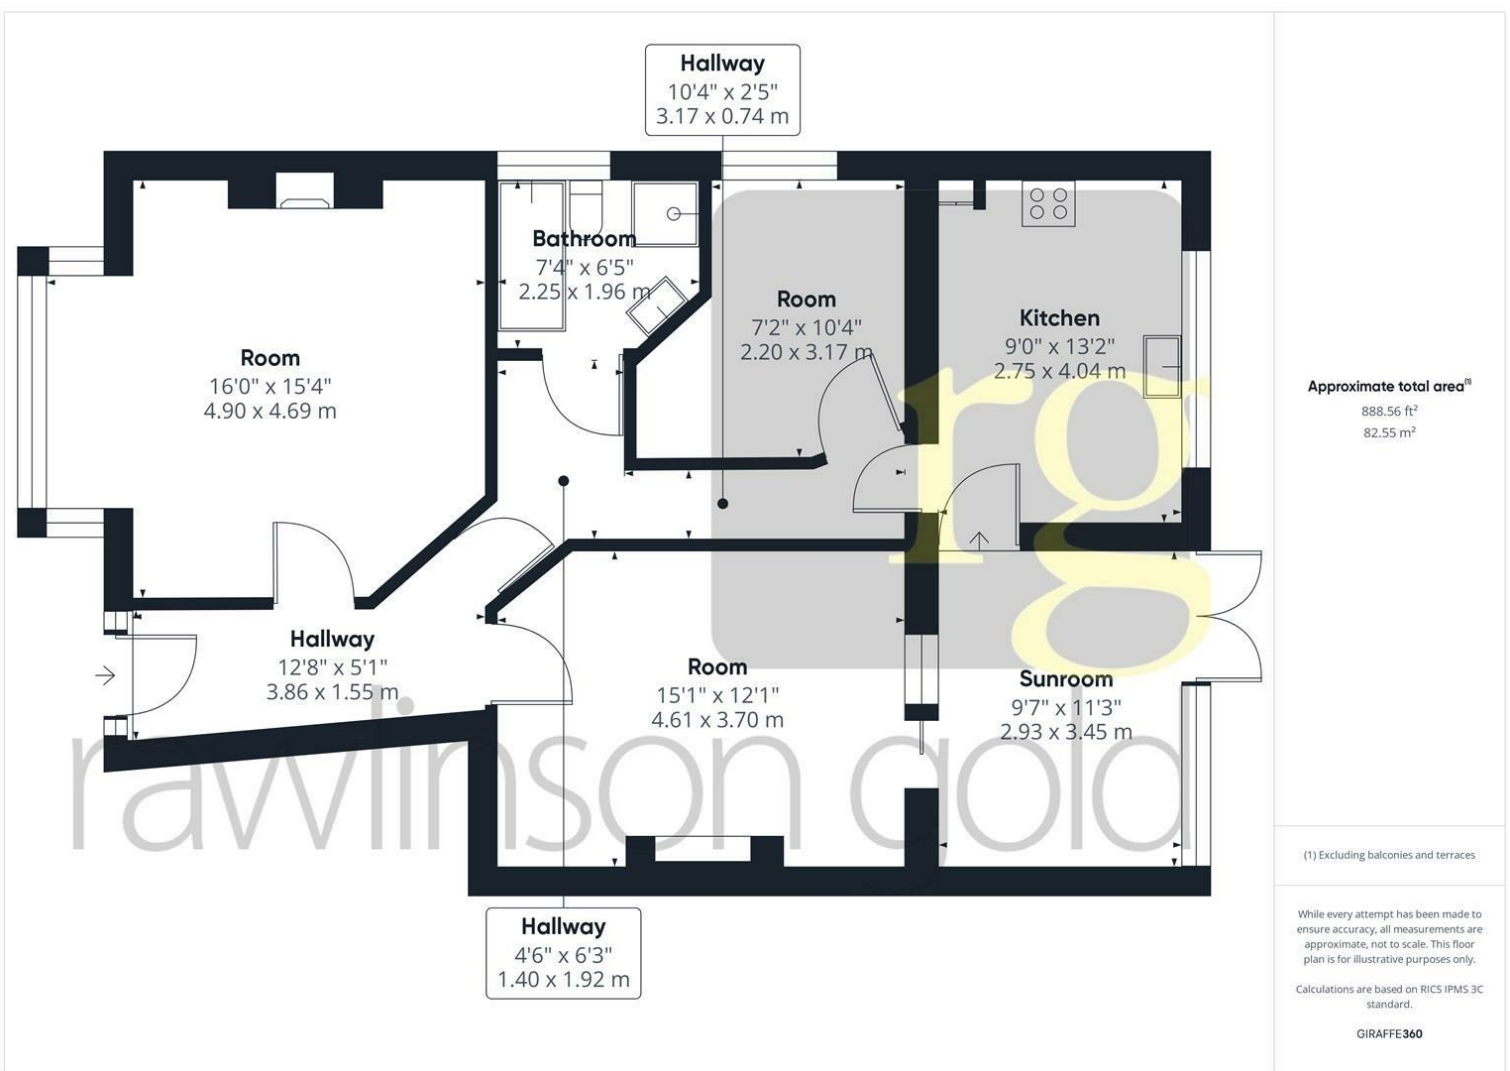 Hallway
10'4" x 2'5"
3.17 x 0.74 m
Bathroom
7'4" x 6'5"
2.25 x 1.96 m
Room
7'2" x 10'4"
2.20 x 3.17 m
Kitchen
9'0" x 13'2"
2.75 x 4.04 m
Room
16'0" x 15'4"
4.90 x 4.69 m
Hallway
12'8" x 5'1"
3.86 x 1.55 m
Room
15'1" x 12'1"
4.61 x 3.70 m
Sunroom
9'7" x 11'3"
2.93 x 3.45 m
rg
rawlinson gold
Hallway
4'6" x 6'3"
1.40 x 1.92 m
Approximate total area(1)
888.56 ft²
82.55 m²
(1) Excluding balconies and terraces
While every attempt has been made to
ensure accuracy, all measurements are
approximate, not to scale. This floor
plan is for illustrative purposes only.
Calculations are based on RICS IPMS 3C
standard.
GIRAFFE360